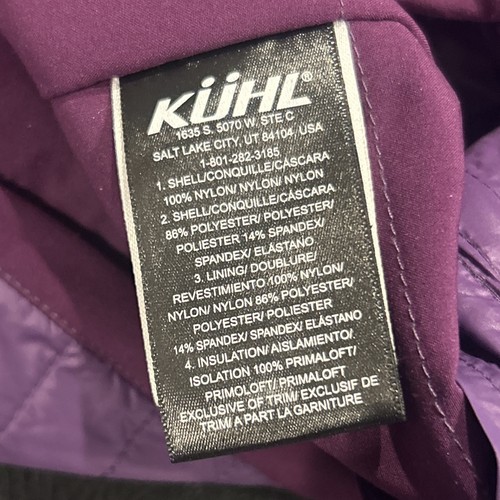 KÜHL®
1635 S. 5070 W. STE C
SALT LAKE CITY, UT 84104 USA
1-801-282-3185
1. SHELL/CONQUILLE/CÁSCARA
100% NYLON/ NYLON/ NYLON
2. SHELL/CONQUILLE/CÁSCARA
86% POLYESTER/ POLYESTER/
POLIESTER 14% SPANDEX/
SPANDEX/ ELÁSTANO
3. LINING/ DOUBLURE/
REVESTIMIENTO 100% NYLON/
NYLON/ NYLON 86% POLYESTER/
POLYESTER/ POLIESTER
14% SPANDEX/ SPANDEX/ ELÁSTANO
4. INSULATION/ AISLAMIENTO/
ISOLATION 100% PRIMALOFT/
PRIMOLOFT/ PRIMALOFT
EXCLUSIVE OF TRIM/ EXCLUSIF DE
TRIM/ A PART LA GARNITURE